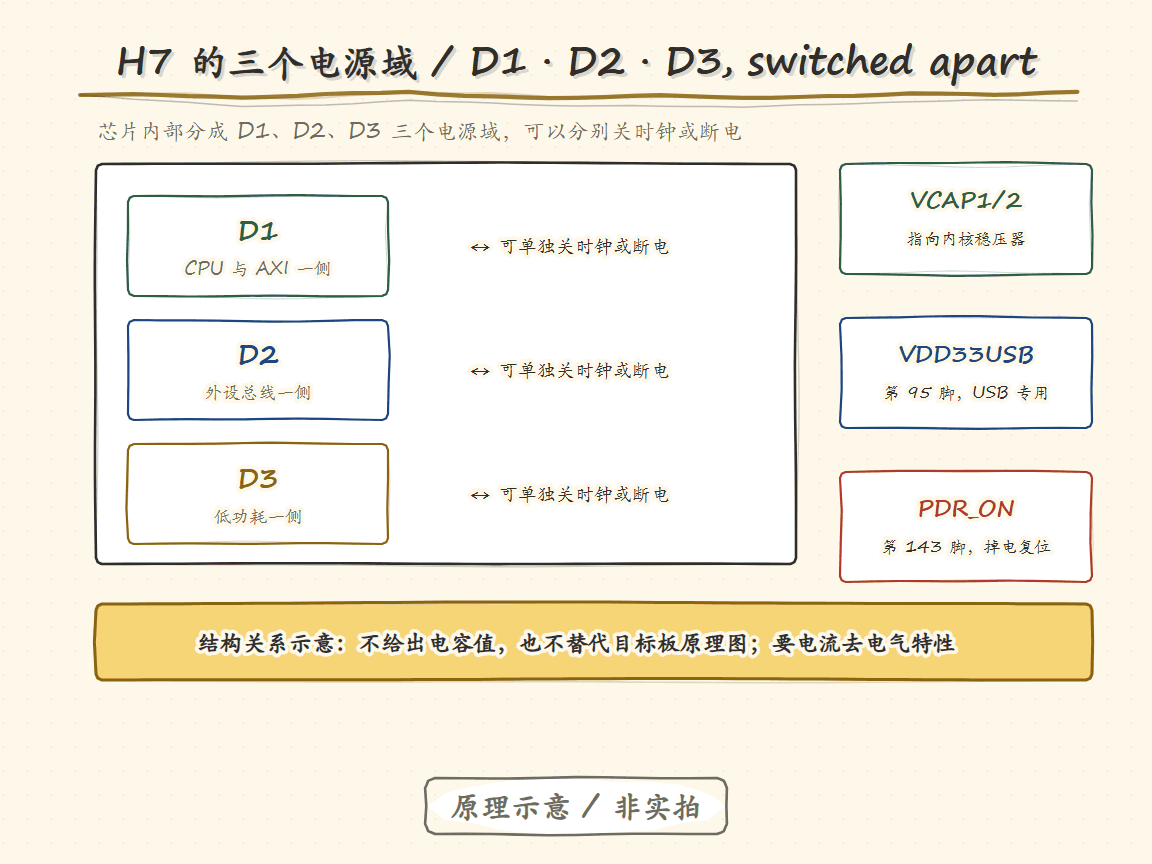 H7 的三个电源域 / D1 · D2 · D3, switched apart
芯片内部分成 D1、D2、D3 三个电源域，可以分别关时钟或断电
D1
CPU 与 AXI 一侧
↔ 可单独关时钟或断电
D2
外设总线一侧
↔ 可单独关时钟或断电
D3
低功耗一侧
↔ 可单独关时钟或断电
VCAP1/2
指向内核稳压器
VDD33USB
第 95 脚，USB 专用
PDR_ON
第 143 脚，掉电复位
结构关系示意：不给出电容值，也不替代目标板原理图；要电流去电气特性
原理示意 / 非实拍